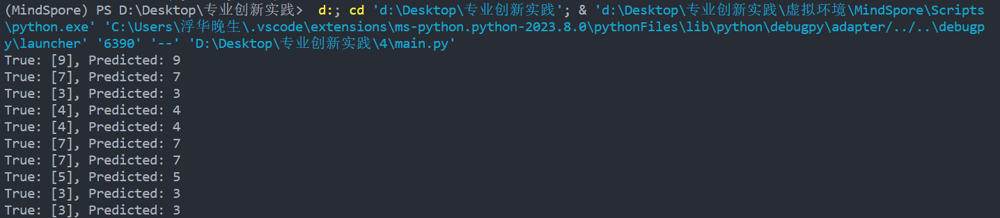 (MindSpore) PS D:\Desktop\专业创新实践>  d:; cd 'd:\Desktop\专业创新实践'; & 'd:\Desktop\专业创新实践\虚拟环境\MindSpore\Scripts
\python.exe' 'C:\Users\浮华晚生\.vscode\extensions\ms-python.python-2023.8.0\pythonFiles\lib\python\debugpy\adapter/../..\debugp
y\launcher' '6390' '--' 'D:\Desktop\专业创新实践\4\main.py'
True: [9], Predicted: 9
True: [7], Predicted: 7
True: [3], Predicted: 3
True: [4], Predicted: 4
True: [4], Predicted: 4
True: [7], Predicted: 7
True: [7], Predicted: 7
True: [5], Predicted: 5
True: [3], Predicted: 3
True: [3], Predicted: 3